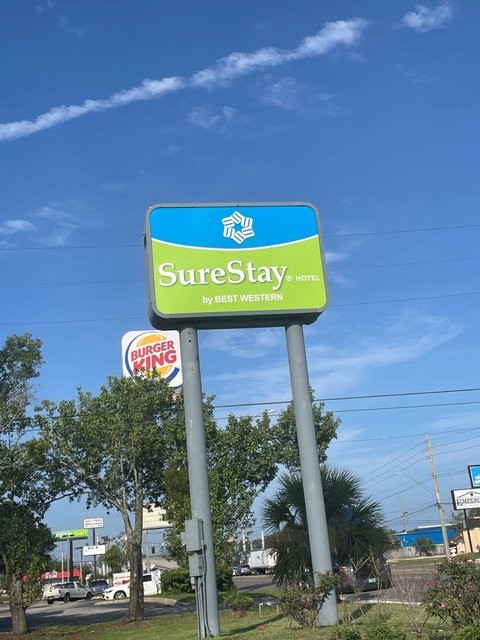 SureStay® HOTEL
by BEST WESTERN
BURGER
KING